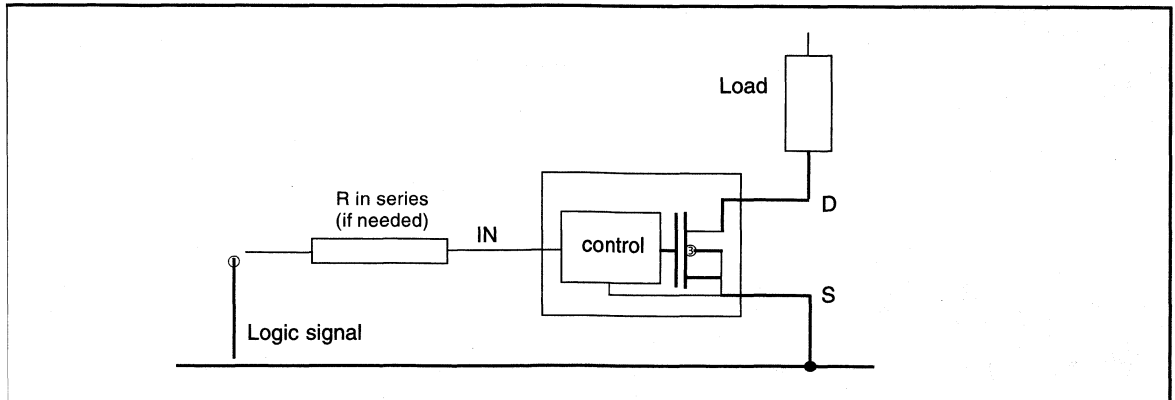 Load
D
R in series
(if needed)
IN
control
S
Logic signal